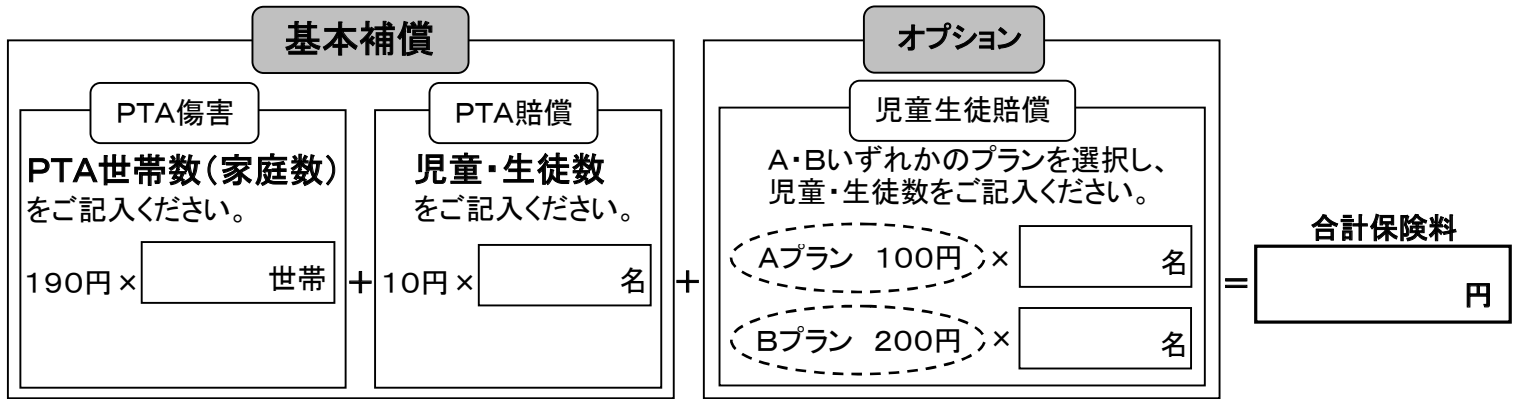 基本補償
PTA傷害
PTA世帯数(家庭数)
をご記入ください。
190円×
世帯
+
PTA賠償
児童・生徒数
をご記入ください。
10円×
名
+
オプション
児童生徒賠償
A・Bいずれかのプランを選択し、
児童・生徒数をご記入ください。
Aプラン 100円 ×
名
Bプラン 200円 ×
名
=
合計保険料
円